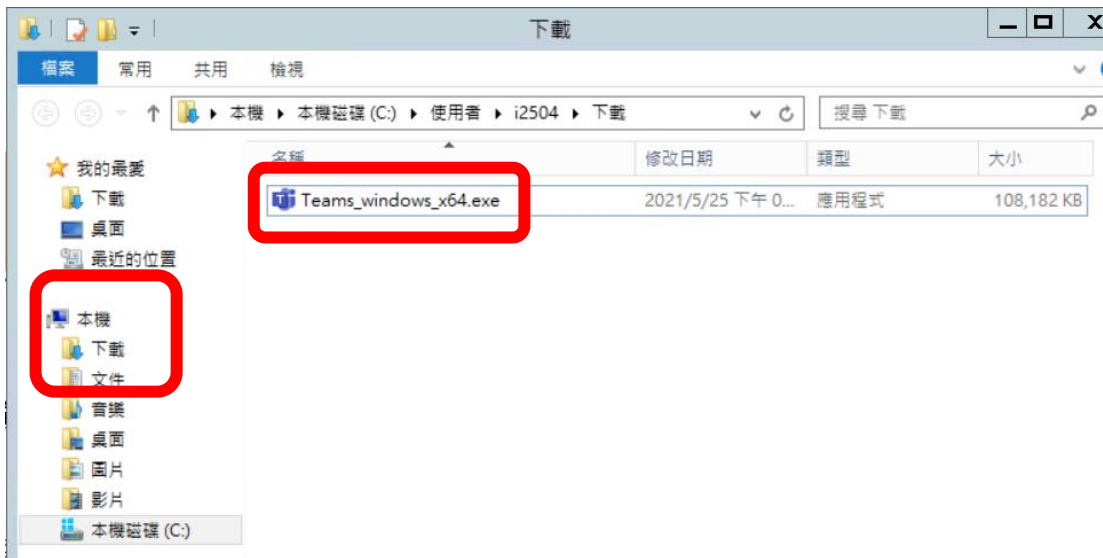 下載
檔案 常用 共用 檢視
本機 本機磁碟 (C:) 使用者 i2504 下載 搜尋 下載
名稱 修改日期 類型 大小
Teams_windows_x64.exe 2021/5/25 下午 0... 應用程式 108,182 KB
我的最愛
下載
桌面
最近的位置
本機
下載
文件
音樂
桌面
圖片
影片
本機磁碟 (C:)